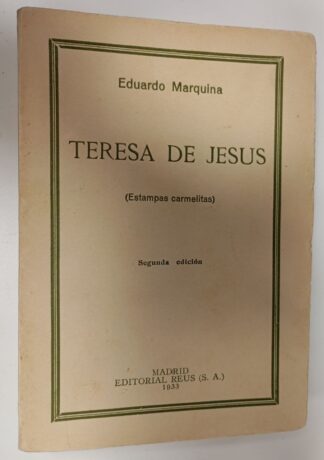 Eduardo Marquina
TERESA DE JESUS
(Estampas carmelitas)
Segunda edición
MADRID
EDITORIAL REUS (S. A.)
1933